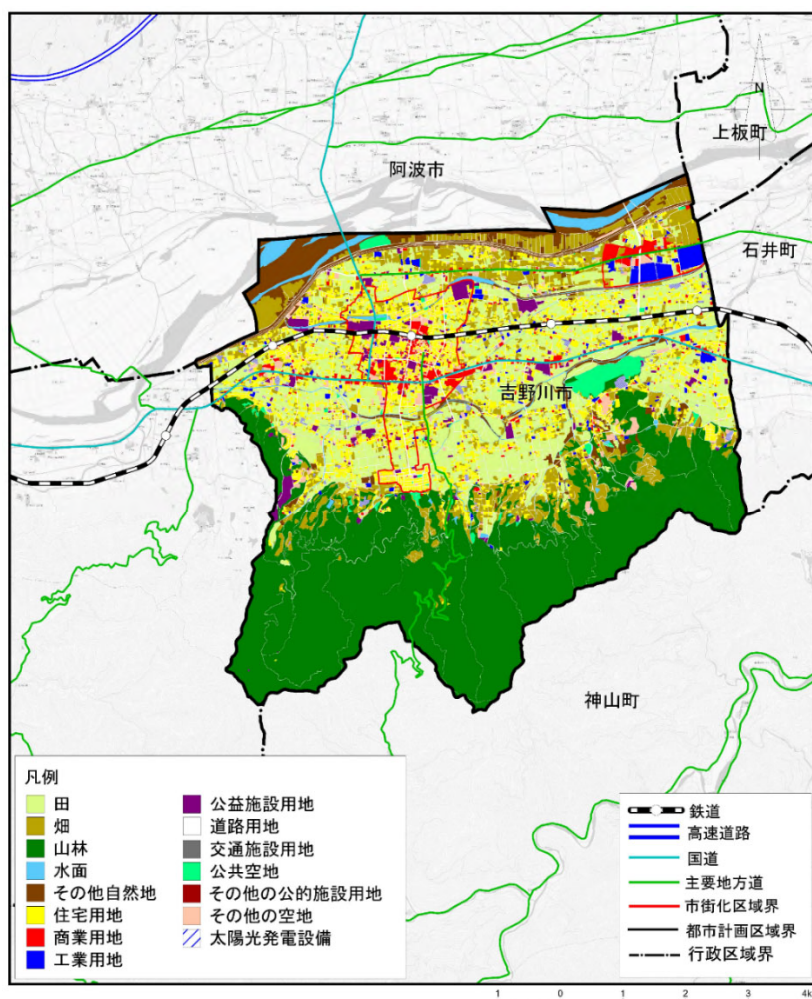 N
上板町
阿波市
石井町
吉野川市
神山町
凡例
田
畑
山林
水面
その他自然地
住宅用地
商業用地
工業用地
公益施設用地
道路用地
交通施設用地
公共空地
その他の公的施設用地
その他の空地
太陽光発電設備
鉄道
高速道路
国道
主要地方道
市街化区域界
都市計画区域界
行政区域界
1 0 1 2 3 4k